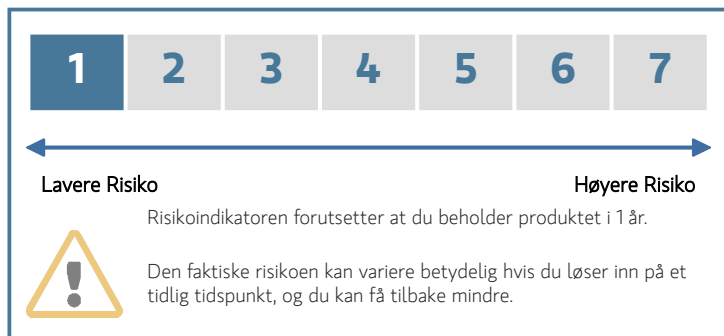 1 2 3 4 5 6 7
Lavere Risiko Høyere Risiko
Risikoindikatoren forutsetter at du beholder produktet i 1 år.
Den faktiske risikoen kan variere betydelig hvis du løser inn på et
tidlig tidspunkt, og du kan få tilbake mindre.